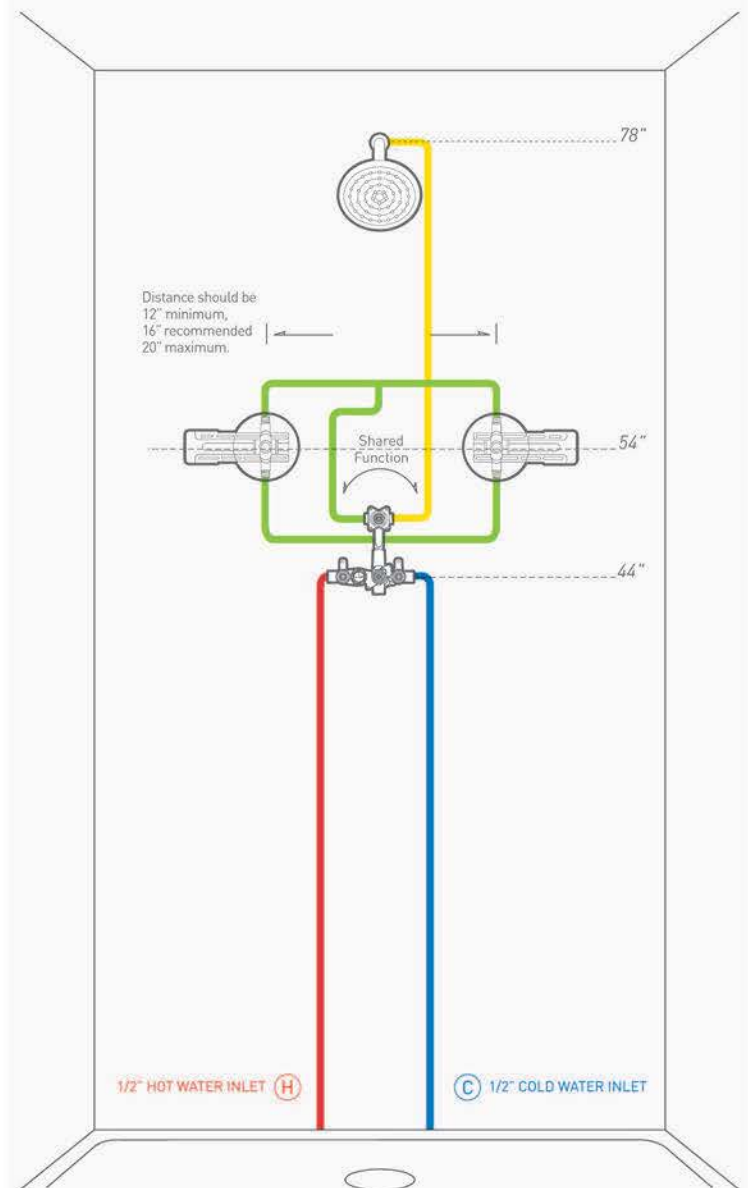 78"
Distance should be
12" minimum,
16" recommended
20" maximum.
Shared
Function
54"
44"
1/2" HOT WATER INLET H
C 1/2" COLD WATER INLET